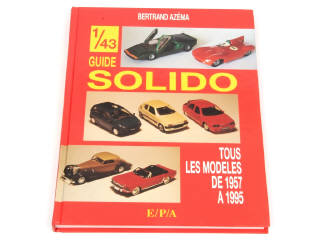 BERTRAND AZÉMA
1/43
GUIDE
SOLIDO
TOUS
LES MODELES
DE 1957
A 1995
E/P/A